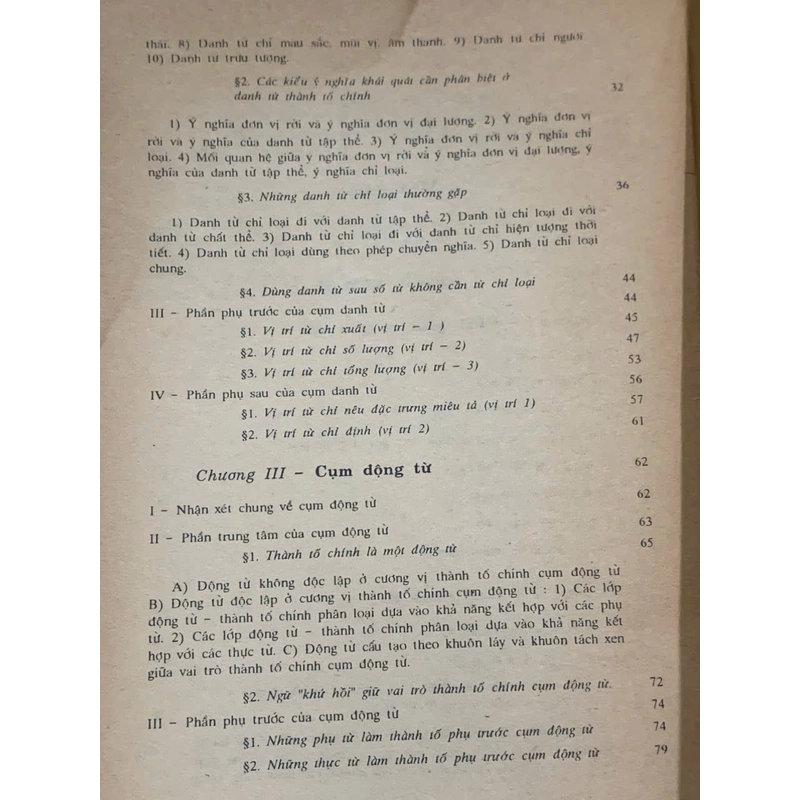 thái. 8) Danh từ chỉ màu sắc, mùi vị, âm thanh. 9) Danh từ chỉ người.
10) Danh từ trừu tượng.
§2. Các kiểu ý nghĩa khái quát cần phân biệt ở
danh từ thành tố chính 32
1) Ý nghĩa đơn vị rời và ý nghĩa đơn vị đại lượng. 2) Ý nghĩa đơn vị
rời và ý nghĩa của danh từ tập thể. 3) Ý nghĩa đơn vị rời và ý nghĩa chỉ
loại. 4) Mối quan hệ giữa ý nghĩa đơn vị rời và ý nghĩa đơn vị đại lượng, ý
nghĩa của danh từ tập thể, ý nghĩa chỉ loại.
§3. Những danh từ chỉ loại thường gặp 36
1) Danh từ chỉ loại đi với danh từ tập thể. 2) Danh từ chỉ loại đi với
danh từ chất thể. 3) Danh từ chỉ loại đi với danh từ chỉ hiện tượng thời
tiết. 4) Danh từ chỉ loại dùng theo phép chuyển nghĩa. 5) Danh từ chỉ loại
chung.
§4. Dùng danh từ sau số từ không cần từ chỉ loại 44
III – Phần phụ trước của cụm danh từ 44
§1. Vị trí từ chỉ xuất (vị trí – 1 ) 45
§2. Vị trí từ chỉ số lượng (vị trí – 2) 47
§3. Vị trí từ chỉ tổng lượng (vị trí – 3) 53
IV – Phần phụ sau của cụm danh từ 56
§1. Vị trí từ chỉ nêu đặc trưng miêu tả (vị trí 1) 57
§2. Vị trí từ chỉ định (vị trí 2) 61
Chương III – Cụm động từ 62
I – Nhận xét chung về cụm động từ 62
II – Phần trung tâm của cụm động từ 63
§1. Thành tố chính là một động từ 65
A) Động từ không độc lập ở cương vị thành tố chính cụm động từ
B) Động từ độc lập ở cương vị thành tố chính cụm động từ : 1) Các lớp
động từ – thành tố chính phân loại dựa vào khả năng kết hợp với các phụ
từ. 2) Các lớp động từ – thành tố chính phân loại dựa vào khả năng kết
hợp với các thực từ. C) Động từ cấu tạo theo khuôn láy và khuôn tách xen
giữa vai trò thành tố chính cụm động từ.
§2. Ngữ "khứ hồi" giữ vai trò thành tố chính cụm động từ. 72
III – Phần phụ trước của cụm động từ 74
§1. Những phụ từ làm thành tố phụ trước cụm động từ 74
§2. Những thực từ làm thành tố phụ trước cụm động từ 79